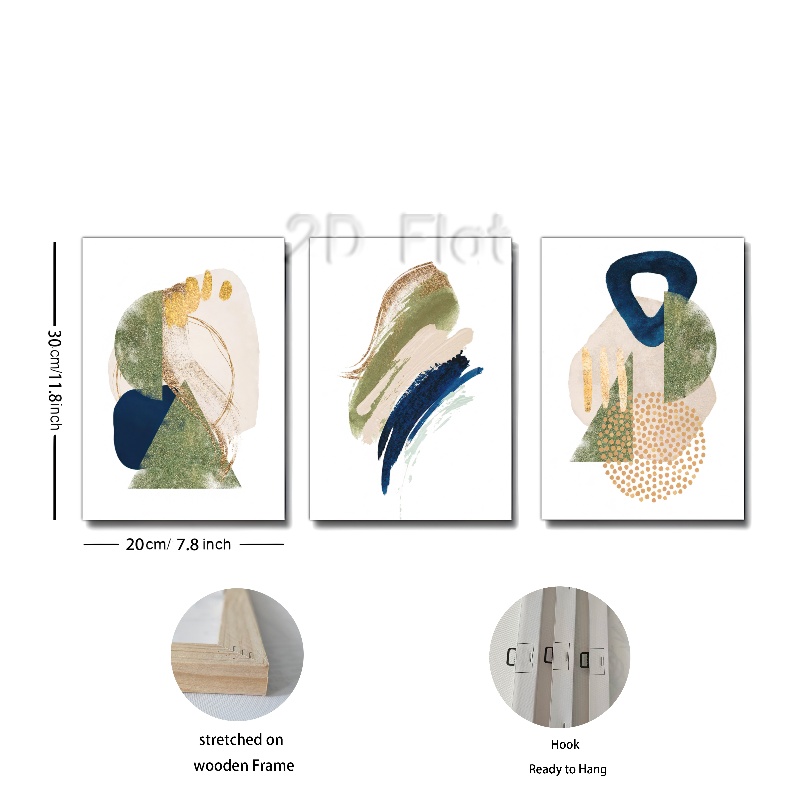 2D Flat
30cm/11.8inch
20cm/ 7.8 inch
stretched on
wooden Frame
Hook
Ready to Hang